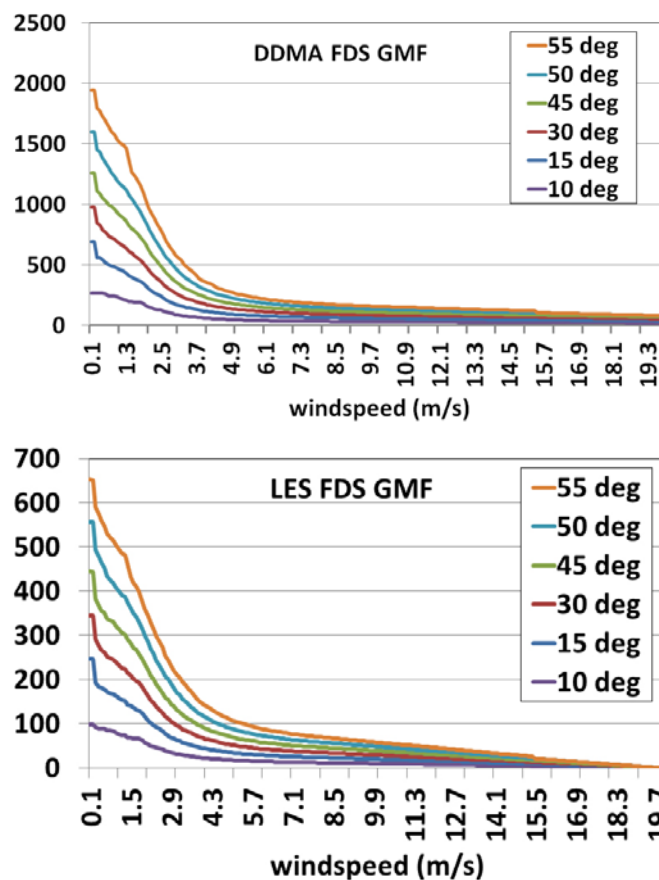 2500
DDMA FDS GMF
55 deg
50 deg
45 deg
30 deg
15 deg
10 deg
2000
1500
1000
500
0
0.1 1.3 2.5 3.7 4.9 6.1 7.3 8.5 9.7 10.9 12.1 13.3 14.5 15.7 16.9 18.1 19.3
windspeed (m/s)
700
LES FDS GMF
55 deg
50 deg
45 deg
30 deg
15 deg
10 deg
600
500
400
300
200
100
0
0.1 1.5 2.9 4.3 5.7 7.1 8.5 9.9 11.3 12.7 14.1 15.5 16.9 18.3 19.7
windspeed (m/s)